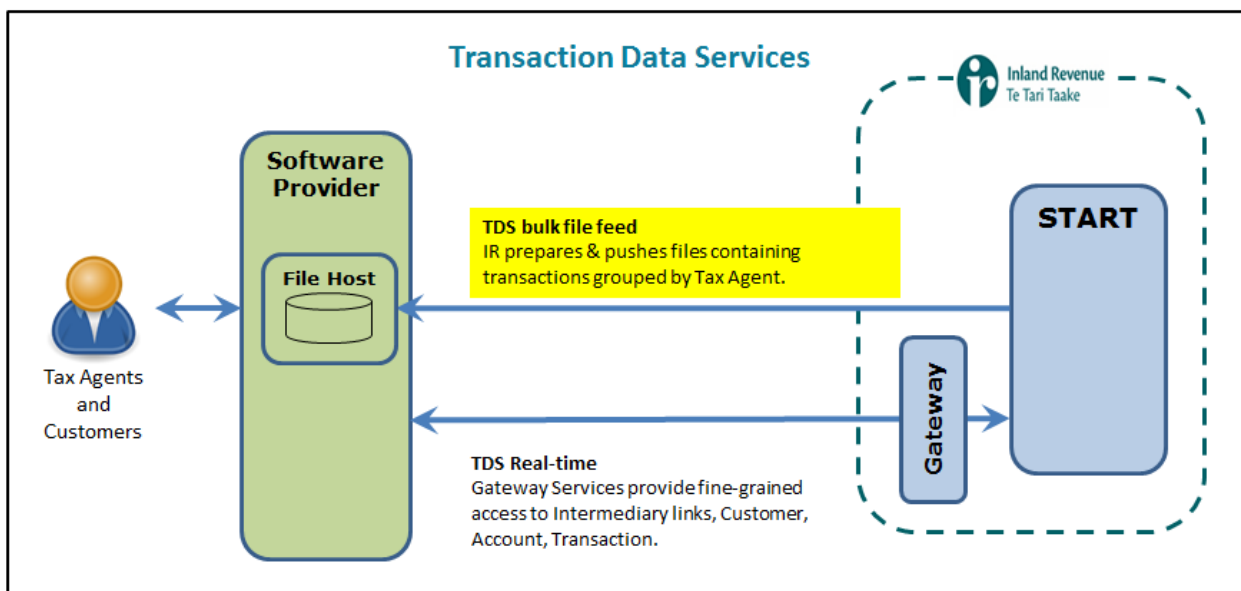 Transaction Data Services
Inland Revenue
Te Tari Taake
ir
Software
Provider
START
TDS bulk file feed
IR prepares & pushes files containing
transactions grouped by Tax Agent.
File Host
Tax Agents
and
Customers
Gateway
TDS Real-time
Gateway Services provide fine-grained
access to Intermediary links, Customer,
Account, Transaction.